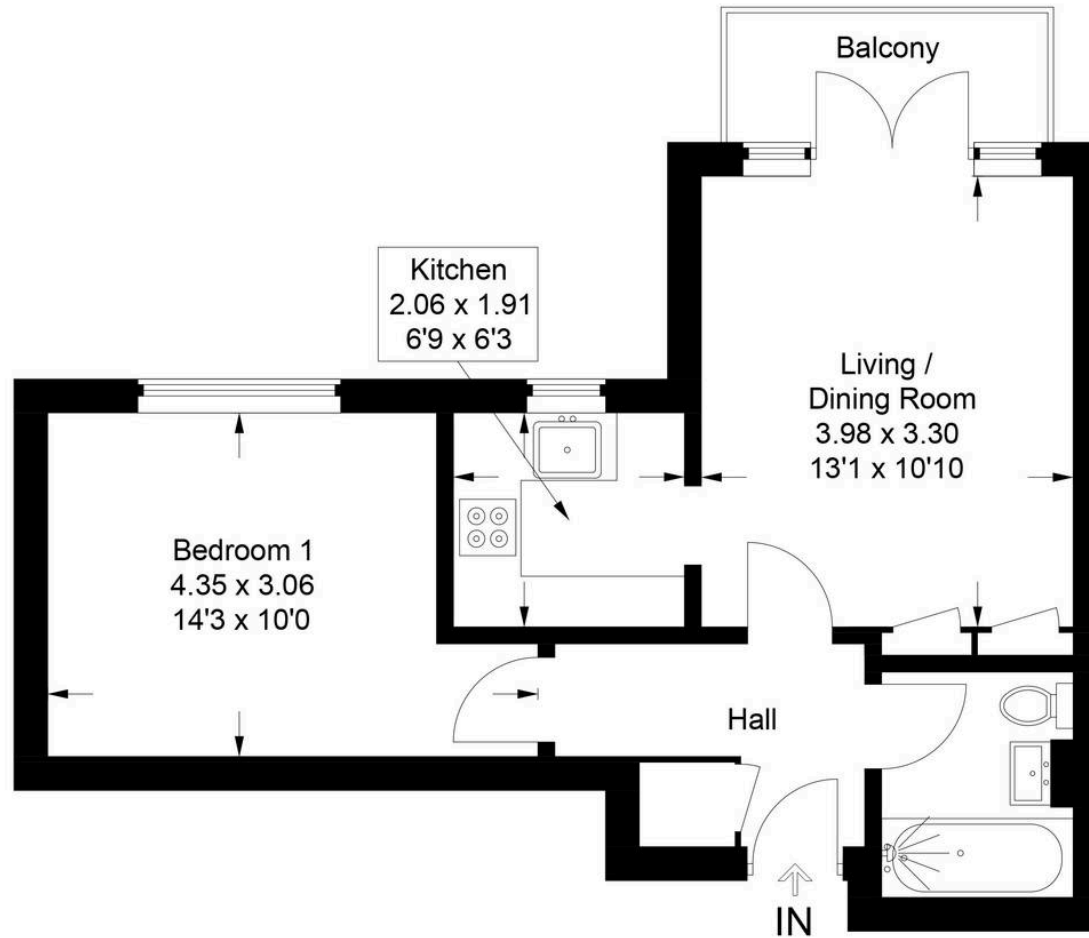 Balcony
Kitchen
2.06 x 1.91
6'9 x 6'3
Living /
Dining Room
3.98 x 3.30
13'1 x 10'10
Bedroom 1
4.35 x 3.06
14'3 x 10'0
Hall
IN